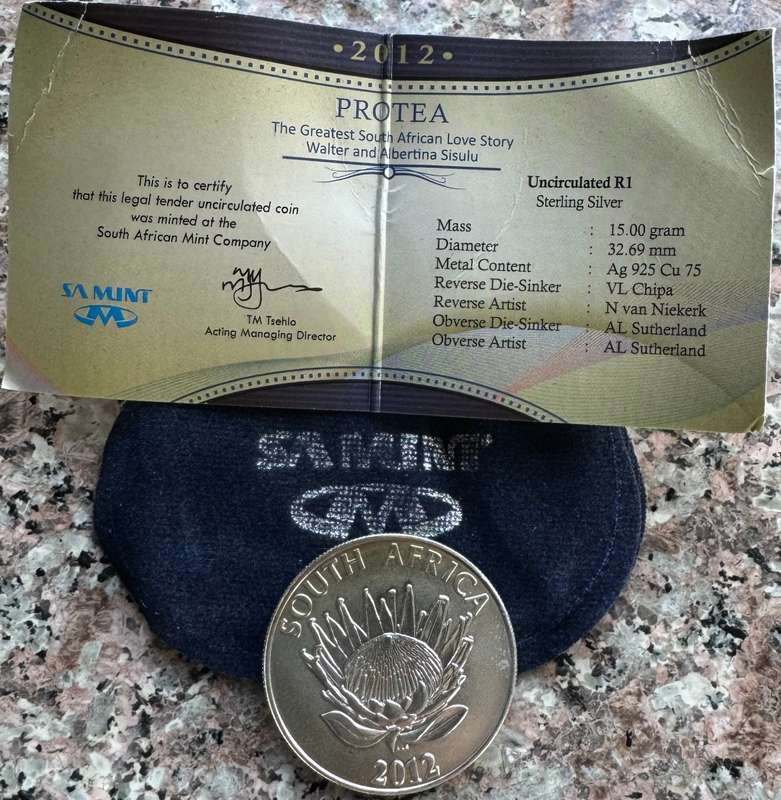 • 2012 •
PROTEA
The Greatest South African Love Story
Walter and Albertina Sisulu
This is to certify
that this legal tender uncirculated coin
was minted at the
South African Mint Company
SA MINT
TM Tsehlo
Acting Managing Director
Uncirculated R1
Sterling Silver
Mass : 15.00 gram
Diameter : 32.69 mm
Metal Content : Ag 925 Cu 75
Reverse Die-Sinker : VL Chipa
Reverse Artist : N van Niekerk
Obverse Die-Sinker : AL Sutherland
Obverse Artist : AL Sutherland
SA MINT
SOUTH AFRICA
2012